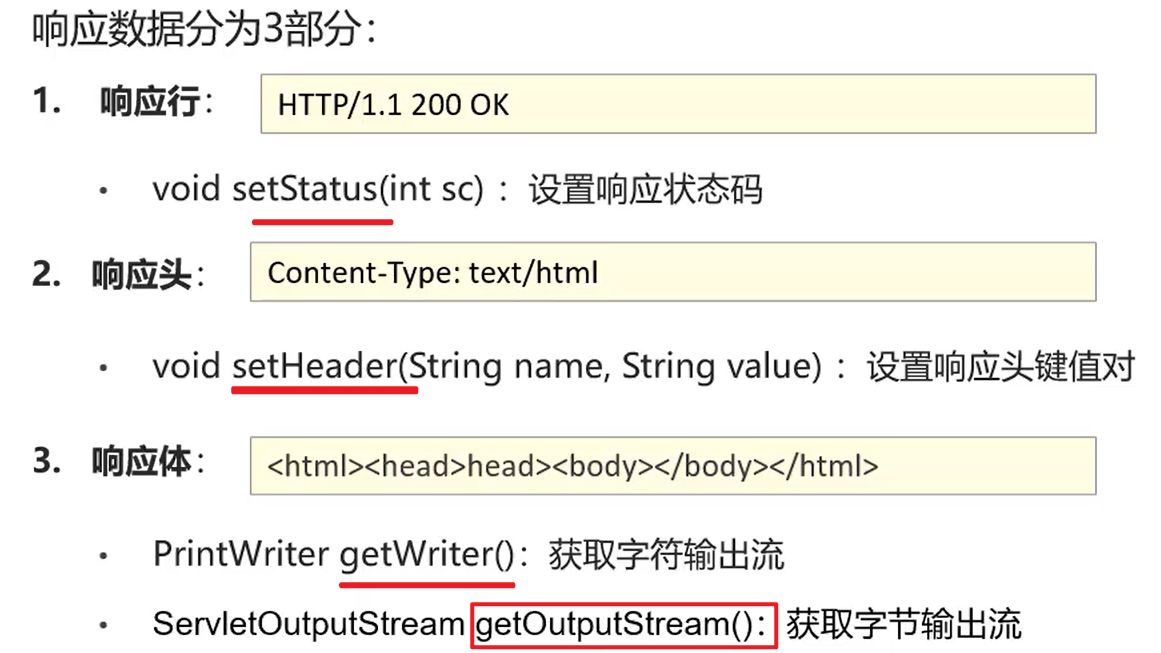 响应数据分为3部分：
1. 响应行： HTTP/1.1 200 OK
• void setStatus(int sc) ：设置响应状态码
2. 响应头： Content-Type: text/html
• void setHeader(String name, String value) ：设置响应头键值对
3. 响应体： <html><head>head><body></body></html>
• PrintWriter getWriter()：获取字符输出流
• ServletOutputStream getOutputStream()：获取字节输出流